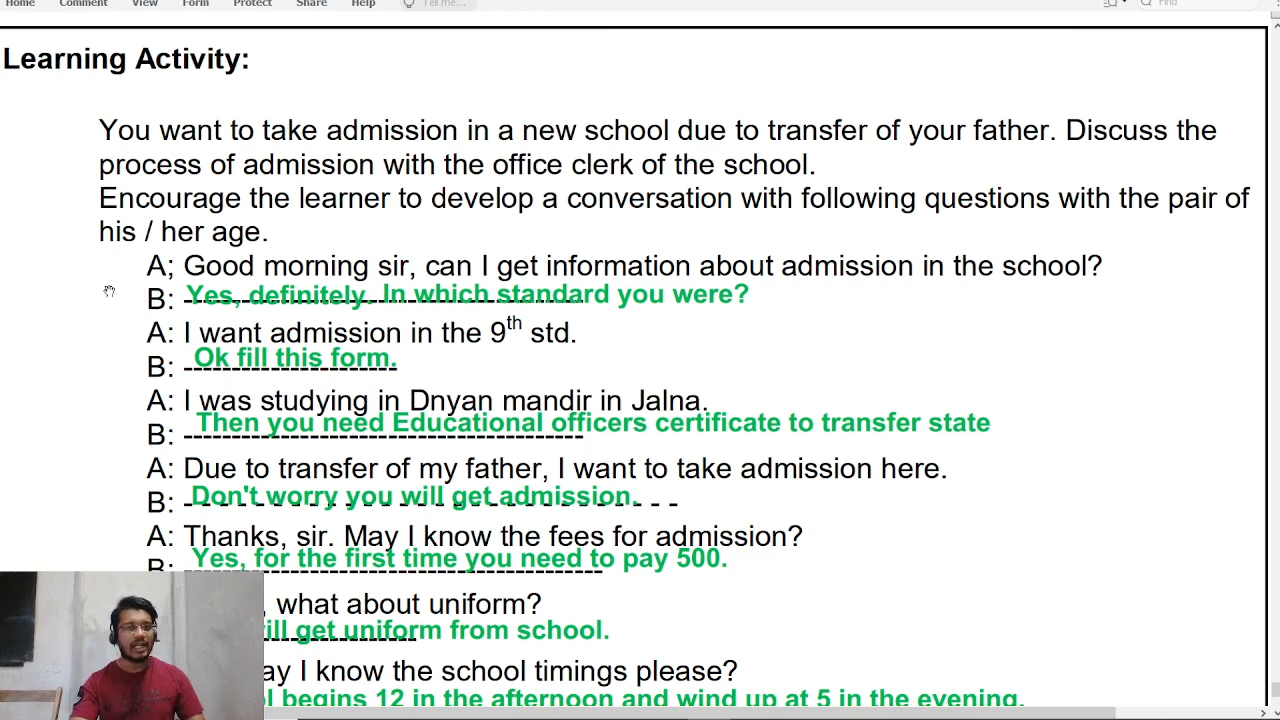 Home Comment View Form Protect Share Help Tell me... Find
Learning Activity:
You want to take admission in a new school due to transfer of your father. Discuss the
process of admission with the office clerk of the school.
Encourage the learner to develop a conversation with following questions with the pair of
his / her age.
A; Good morning sir, can I get information about admission in the school?
B: Yes, definitely. In which standard you were?
A: I want admission in the 9th std.
B: Ok fill this form.
A: I was studying in Dnyan mandir in Jalna.
B: Then you need Educational officers certificate to transfer state
A: Due to transfer of my father, I want to take admission here.
B: Don't worry you will get admission.
A: Thanks, sir. May I know the fees for admission?
B: Yes, for the first time you need to pay 500.
, what about uniform?
will get uniform from school.
ay I know the school timings please?
ol begins 12 in the afternoon and wind up at 5 in the evening.